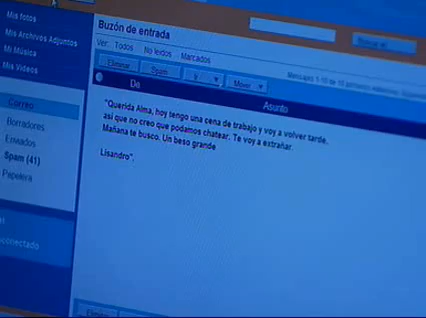 Mis fotos
Mis Archivos Adjuntos
Mi Música
Mis Videos
Correo
Borradores
Enviados
Spam (41)
Papelera
conectado
Buzón de entrada
Ver: Todos No leídos Marcados
Eliminar Spam Mover
De Asunto
"Querida Alma, hoy tengo una cena de trabajo y voy a volver tarde,
así que no creo que podamos chatear. Te voy a extrañar.
Mañana te busco. Un beso grande
Lisandro".